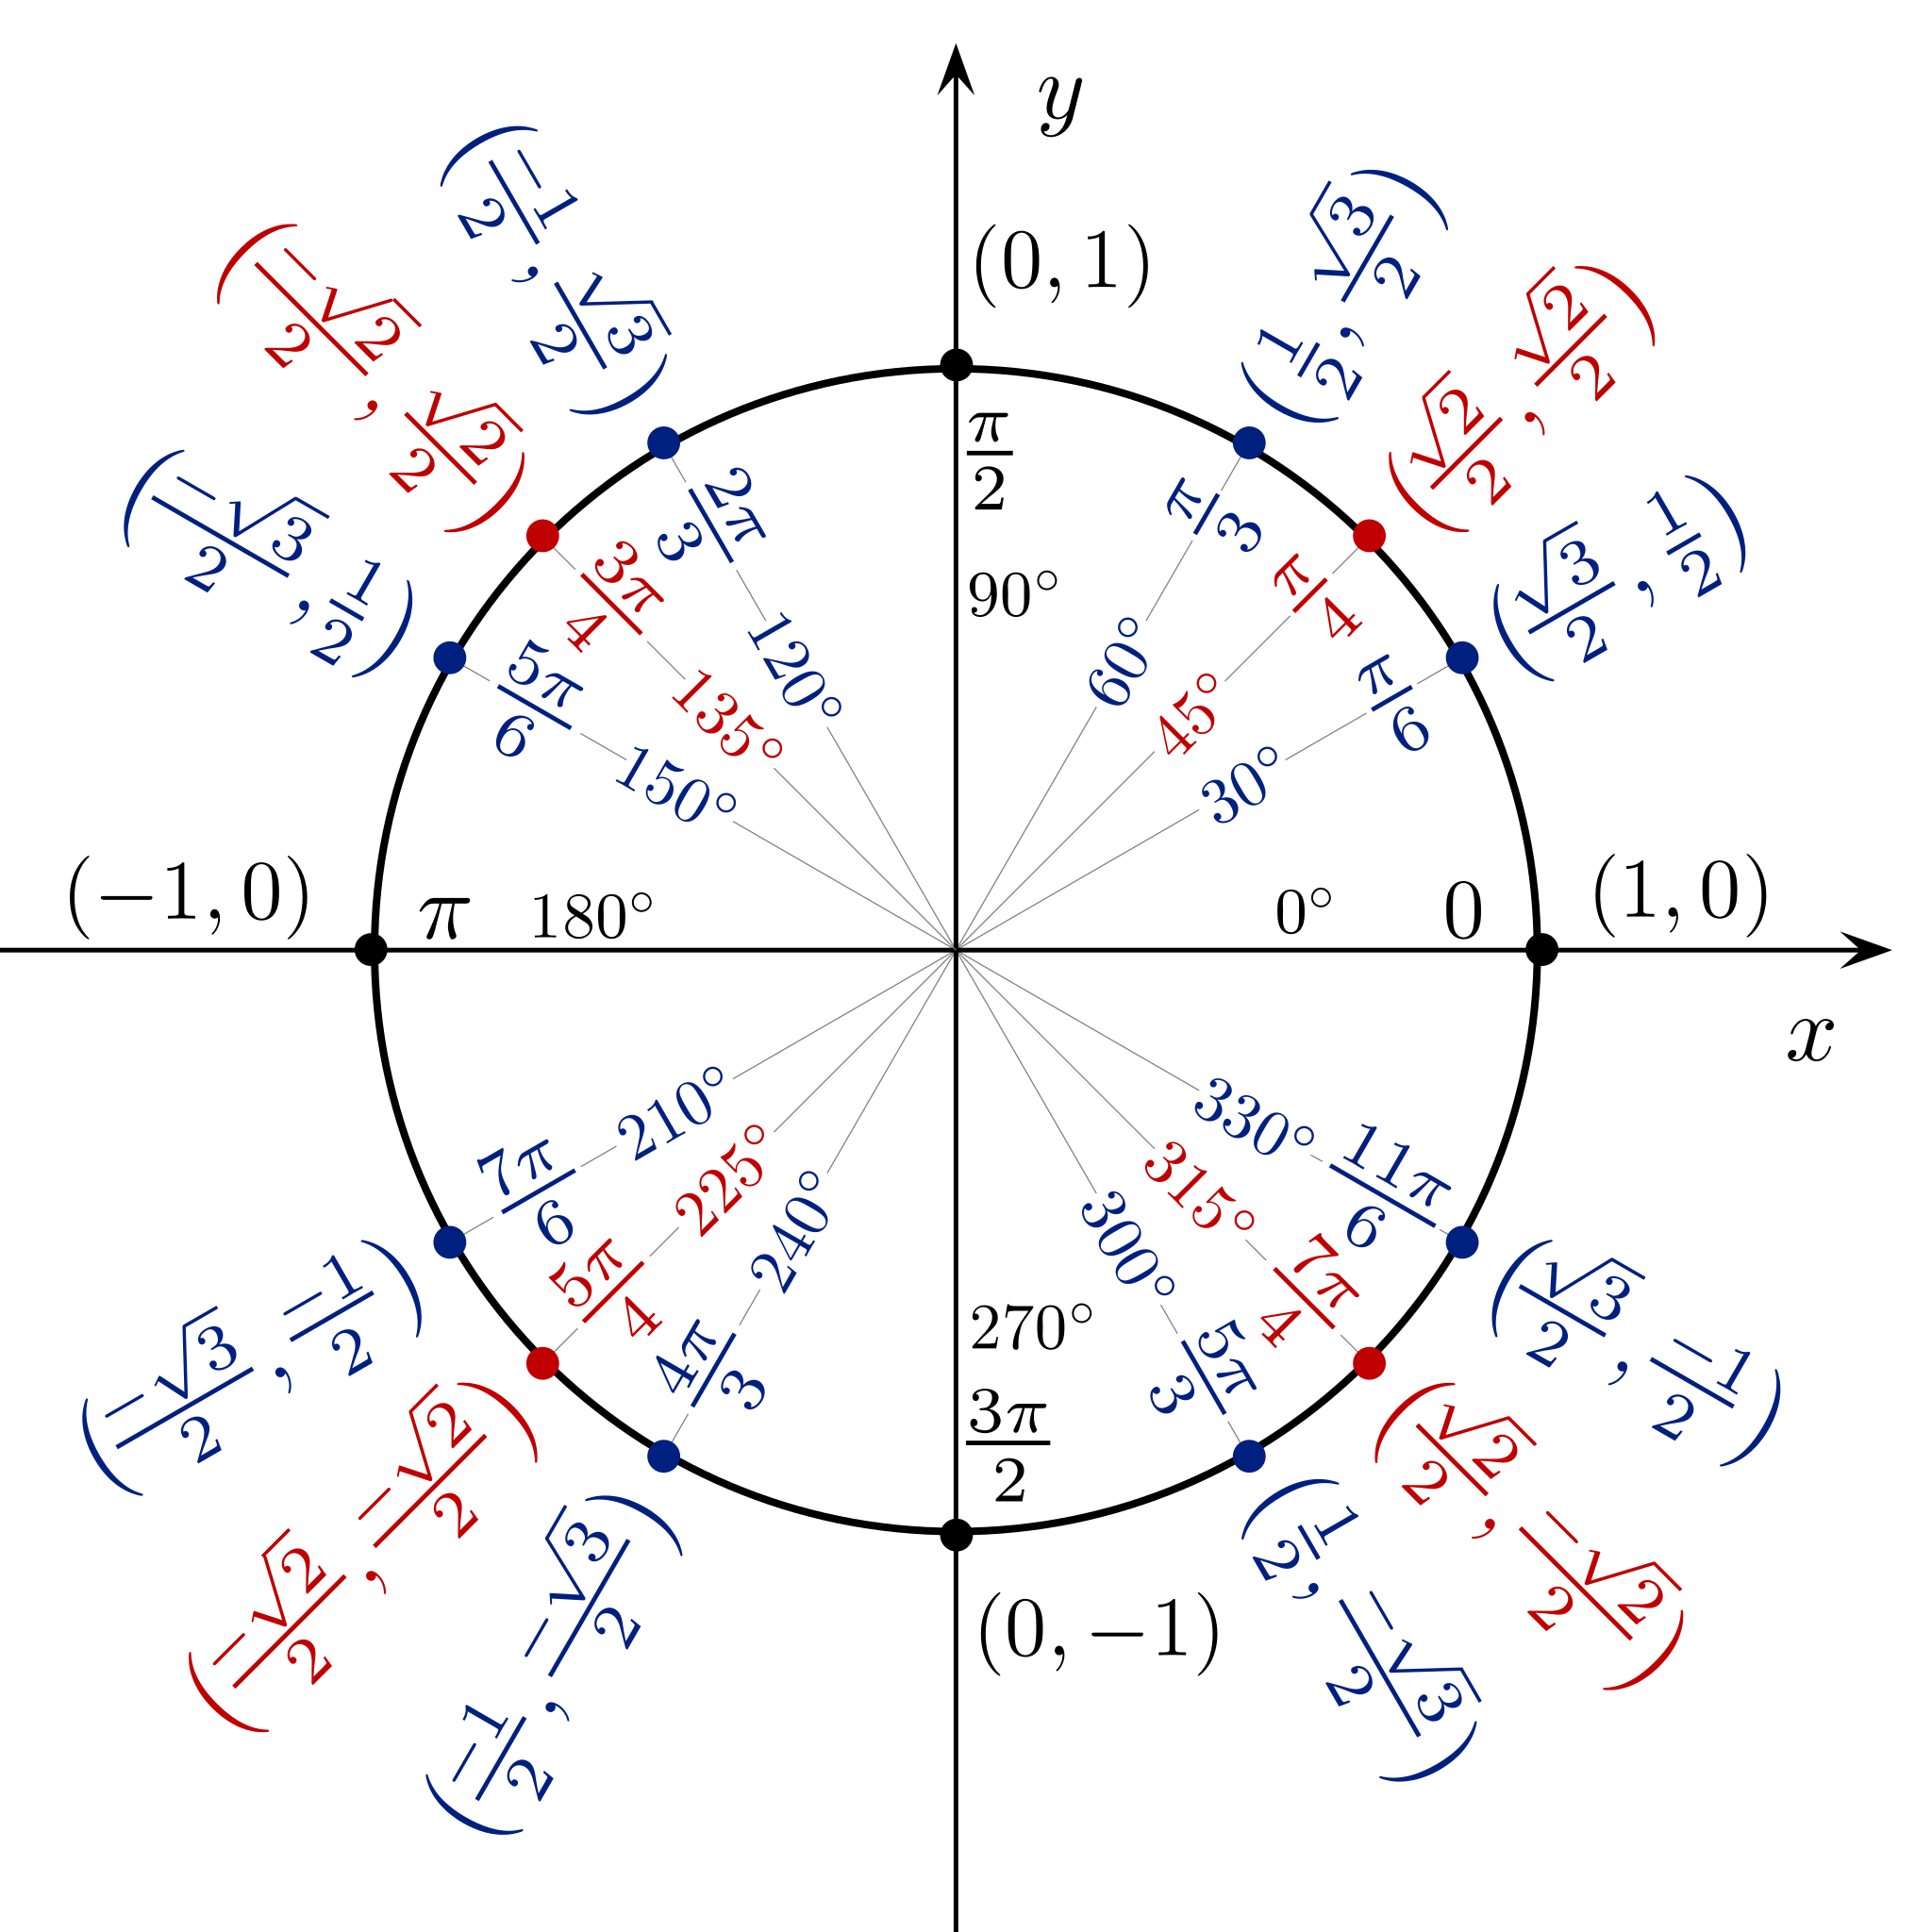 y
(0, 1)
π/2
90°
(1/2, √3/2)
π/3
60°
(√2/2, √2/2)
π/4
45°
(√3/2, 1/2)
π/6
30°
(1, 0)
0
0°
x
(−1/2, √3/2)
2π/3
120°
(−√2/2, √2/2)
3π/4
135°
(−√3/2, 1/2)
5π/6
150°
(−1, 0)
π
180°
210°
7π/6
(−√3/2, −1/2)
225°
5π/4
(−√2/2, −√2/2)
240°
4π/3
(−1/2, −√3/2)
270°
3π/2
(0, −1)
300°
5π/3
(1/2, −√3/2)
315°
7π/4
(√2/2, −√2/2)
330°
11π/6
(√3/2, −1/2)